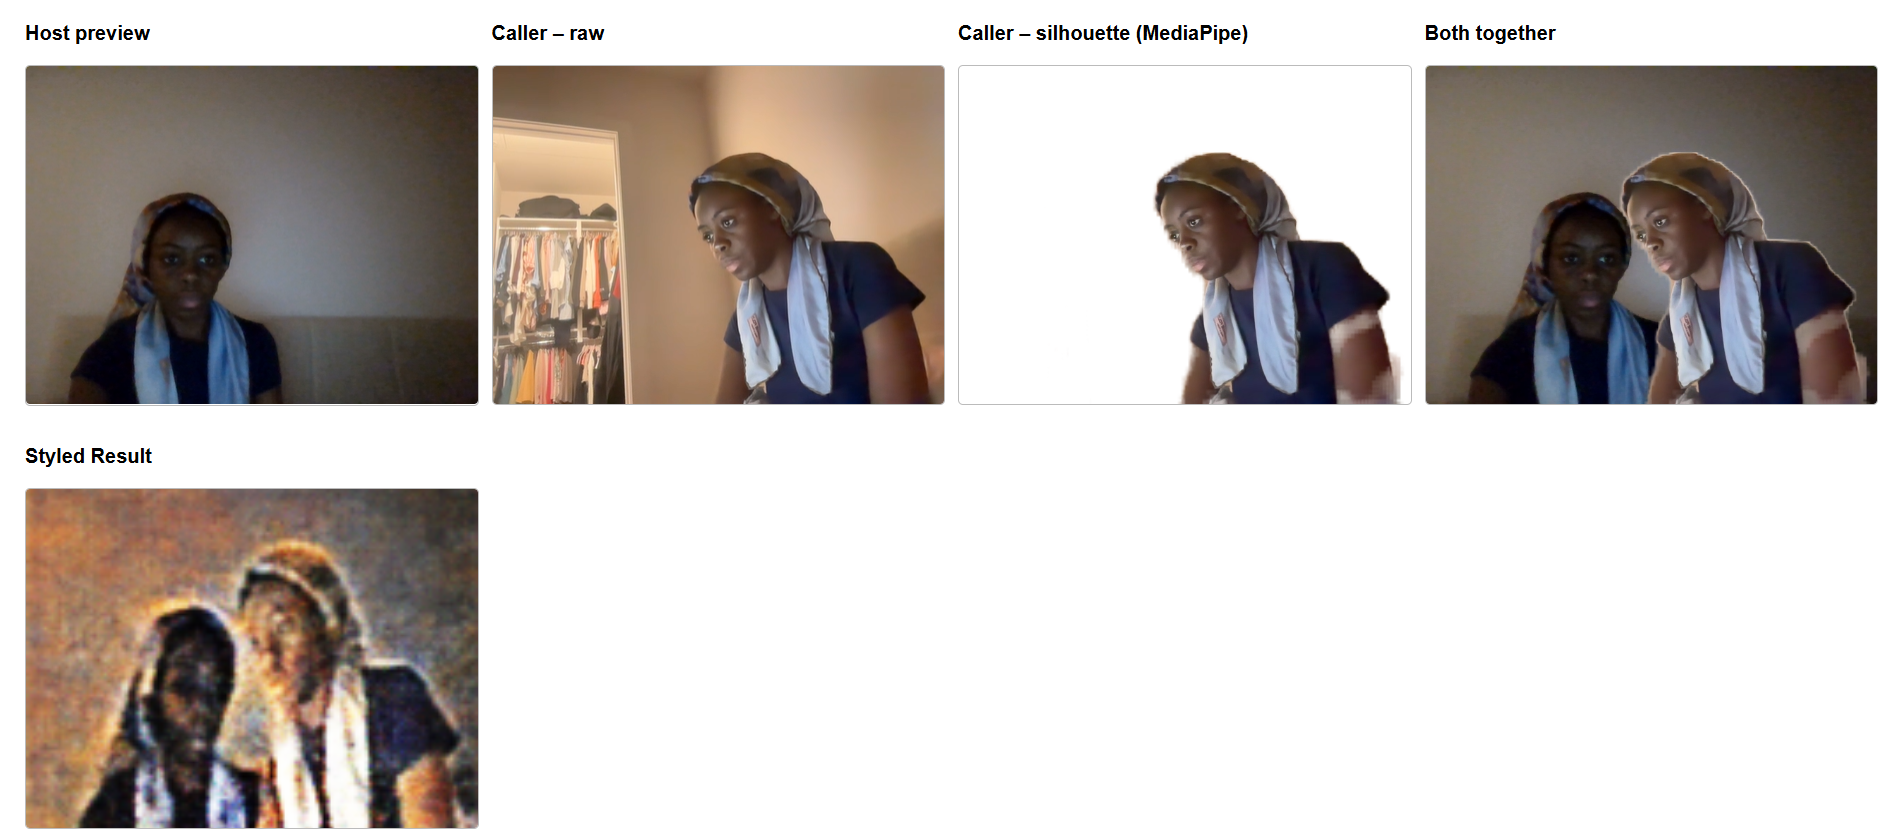 Host preview
Caller – raw
Caller – silhouette (MediaPipe)
Both together
Styled Result